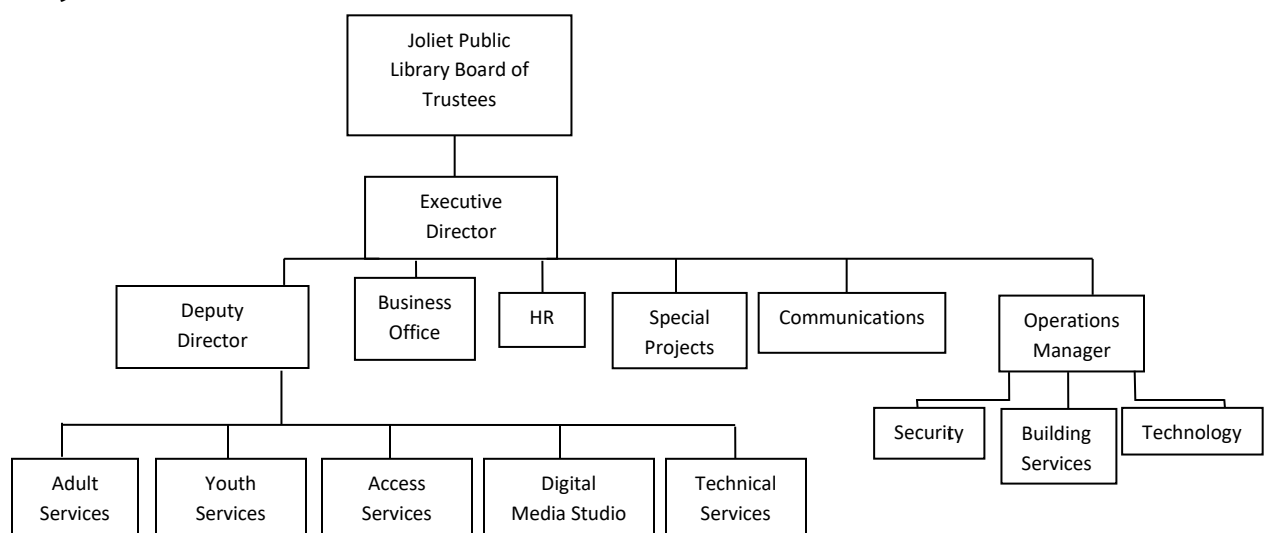 Joliet Public
Library Board of
Trustees
Executive
Director
Deputy
Director
Business
Office
HR
Special
Projects
Communications
Operations
Manager
Security
Building
Services
Technology
Adult
Services
Youth
Services
Access
Services
Digital
Media Studio
Technical
Services